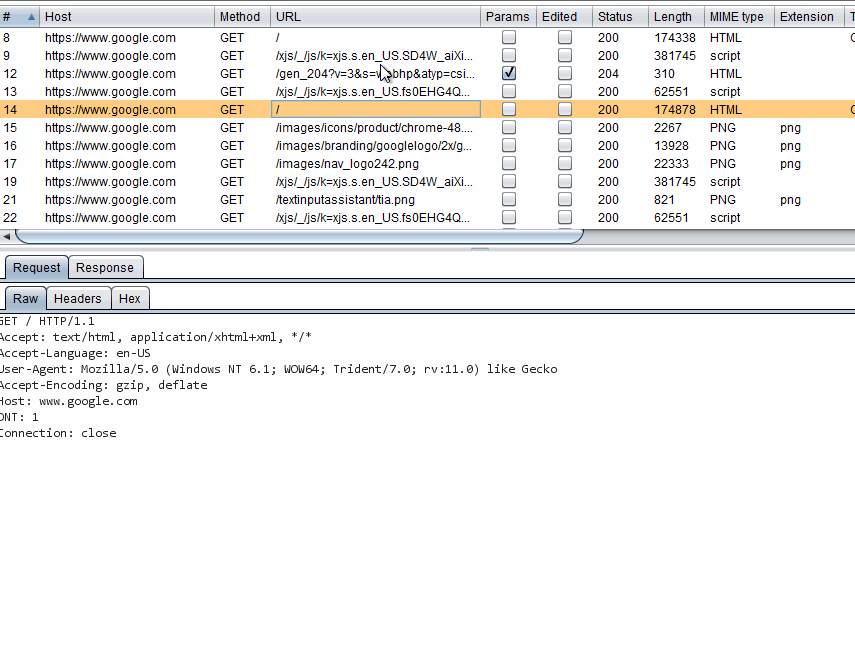 # Host Method URL Params Edited Status Length MIME type Extension T
8 https://www.google.com GET / 200 174338 HTML
9 https://www.google.com GET /xjs/_/js/k=xjs.s.en_US.SD4W_aiXi... 200 381745 script
12 https://www.google.com GET 204 310 HTML
13 https://www.google.com GET /xjs/_/js/k=xjs.s.en_US.fs0EHG4Q... 200 62551 script
14 https://www.google.com GET / 200 174878 HTML
15 https://www.google.com GET /images/icons/product/chrome-48.... 200 2267 PNG png
16 https://www.google.com GET /images/branding/googlelogo/2x/g... 200 13928 PNG png
17 https://www.google.com GET /images/nav_logo242.png 200 22333 PNG png
19 https://www.google.com GET /xjs/_/js/k=xjs.s.en_US.SD4W_aiXi... 200 381745 script
21 https://www.google.com GET /textinputassistant/tia.png 200 821 PNG png
22 https://www.google.com GET /xjs/_/js/k=xjs.s.en_US.fs0EHG4Q... 200 62551 script
Request Response
Raw Headers Hex
GET / HTTP/1.1
Accept: text/html, application/xhtml+xml, */*
Accept-Language: en-US
User-Agent: Mozilla/5.0 (Windows NT 6.1; WOW64; Trident/7.0; rv:11.0) like Gecko
Accept-Encoding: gzip, deflate
Host: www.google.com
DNT: 1
Connection: close